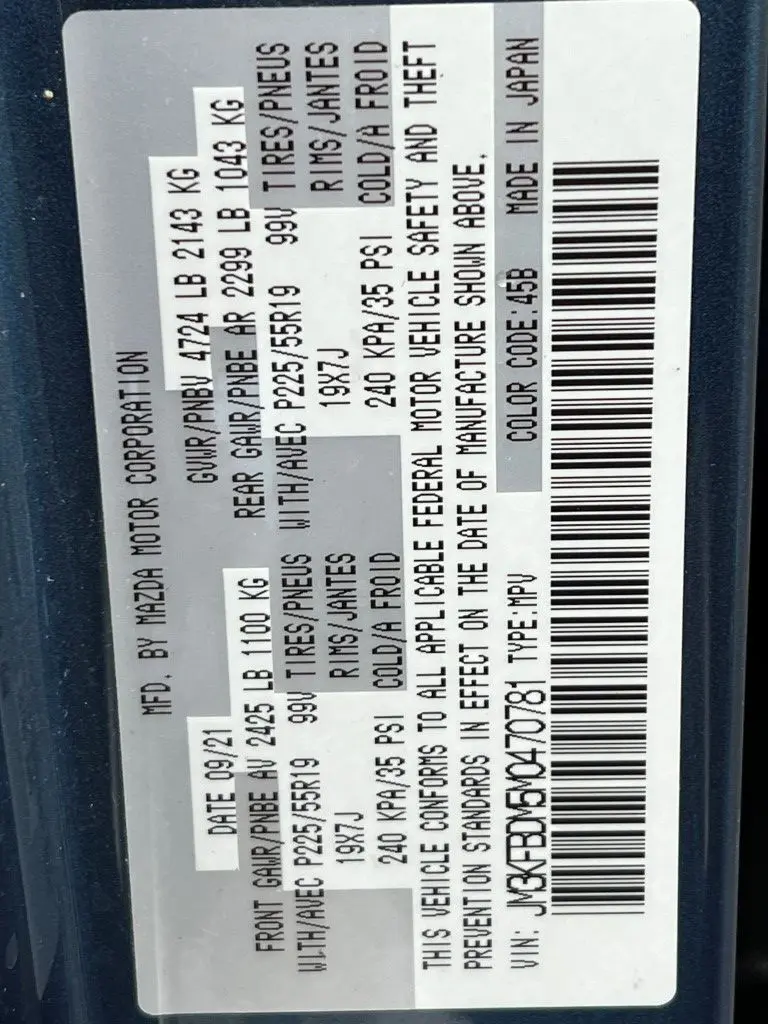 MFD. BY MAZDA MOTOR CORPORATION
DATE 09/21 GVWR/PNBV 4724 LB 2143 KG
FRONT GAWR/PNBE AV 2425 LB 1100 KG REAR GAWR/PNBE AR 2299 LB 1043 KG
WITH/AVEC P225/55R19 99V TIRES/PNEUS WITH/AVEC P225/55R19 99V TIRES/PNEUS
19X7J RIMS/JANTES 19X7J RIMS/JANTES
240 KPA/35 PSI COLD/A FROID 240 KPA/35 PSI COLD/A FROID
THIS VEHICLE CONFORMS TO ALL APPLICABLE FEDERAL MOTOR VEHICLE SAFETY AND THEFT
PREVENTION STANDARDS IN EFFECT ON THE DATE OF MANUFACTURE SHOWN ABOVE.
VIN: JM3KFBDM5M0470781 TYPE:MPV COLOR CODE:45B MADE IN JAPAN